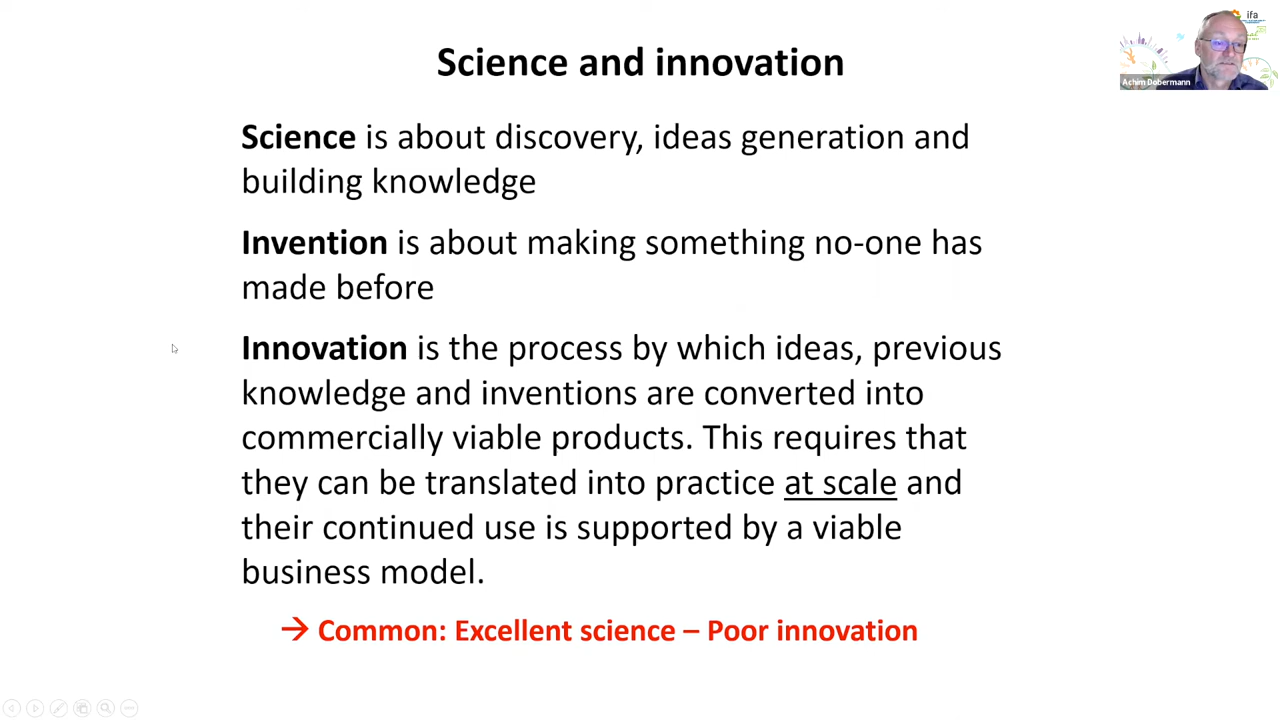 Science and innovation
ifa
Achim Dobermann
Science is about discovery, ideas generation and
building knowledge
Invention is about making something no-one has
made before
Innovation is the process by which ideas, previous
knowledge and inventions are converted into
commercially viable products. This requires that
they can be translated into practice at scale and
their continued use is supported by a viable
business model.
→ Common: Excellent science – Poor innovation